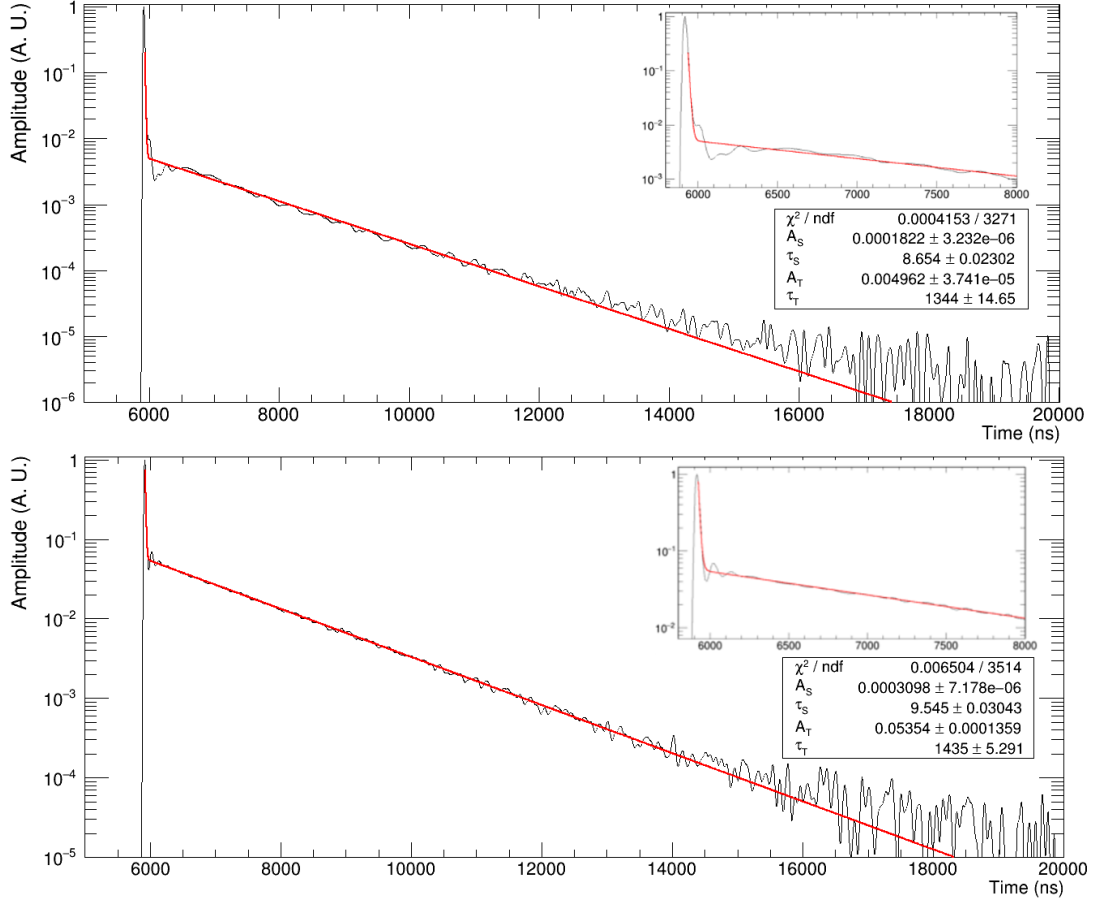 Amplitude (A. U.)
1
10⁻¹
10⁻²
10⁻³
10⁻⁴
10⁻⁵
10⁻⁶
6000 8000 10000 12000 14000 16000 18000 20000
Time (ns)
1
10⁻¹
10⁻²
10⁻³
6000 6500 7000 7500 8000
χ² / ndf 0.0004153 / 3271
A_S 0.0001822 ± 3.232e−06
τ_S 8.654 ± 0.02302
A_T 0.004962 ± 3.741e−05
τ_T 1344 ± 14.65
Amplitude (A. U.)
1
10⁻¹
10⁻²
10⁻³
10⁻⁴
10⁻⁵
6000 8000 10000 12000 14000 16000 18000 20000
Time (ns)
1
10⁻¹
10⁻²
6000 6500 7000 7500 8000
χ² / ndf 0.006504 / 3514
A_S 0.0003098 ± 7.178e−06
τ_S 9.545 ± 0.03043
A_T 0.05354 ± 0.0001359
τ_T 1435 ± 5.291